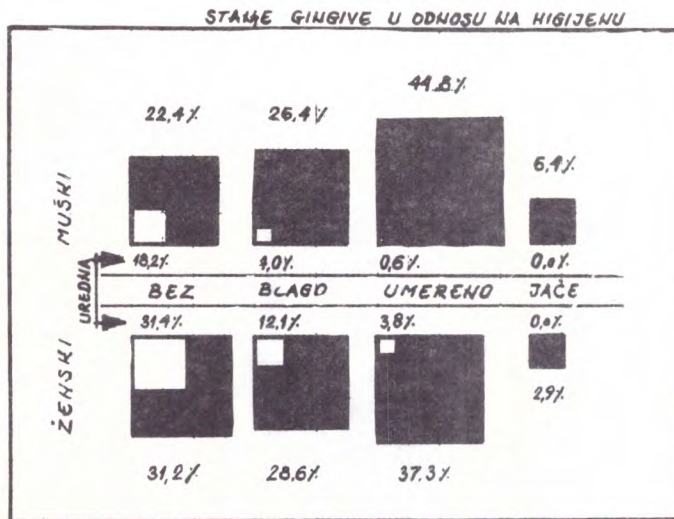 STANJE GINGIVE U ODNOSU NA HIGIJENU
22,4% 26,4% 44,8% 6,4%
MUŠKI
18,2% 4,0% 0,6% 0,0%
UREDNA
BEZ BLAGO UMERENO JAČE
31,4% 12,1% 3,8% 0,0%
ŽENSKI
31,2% 28,6% 37,3% 2,9%